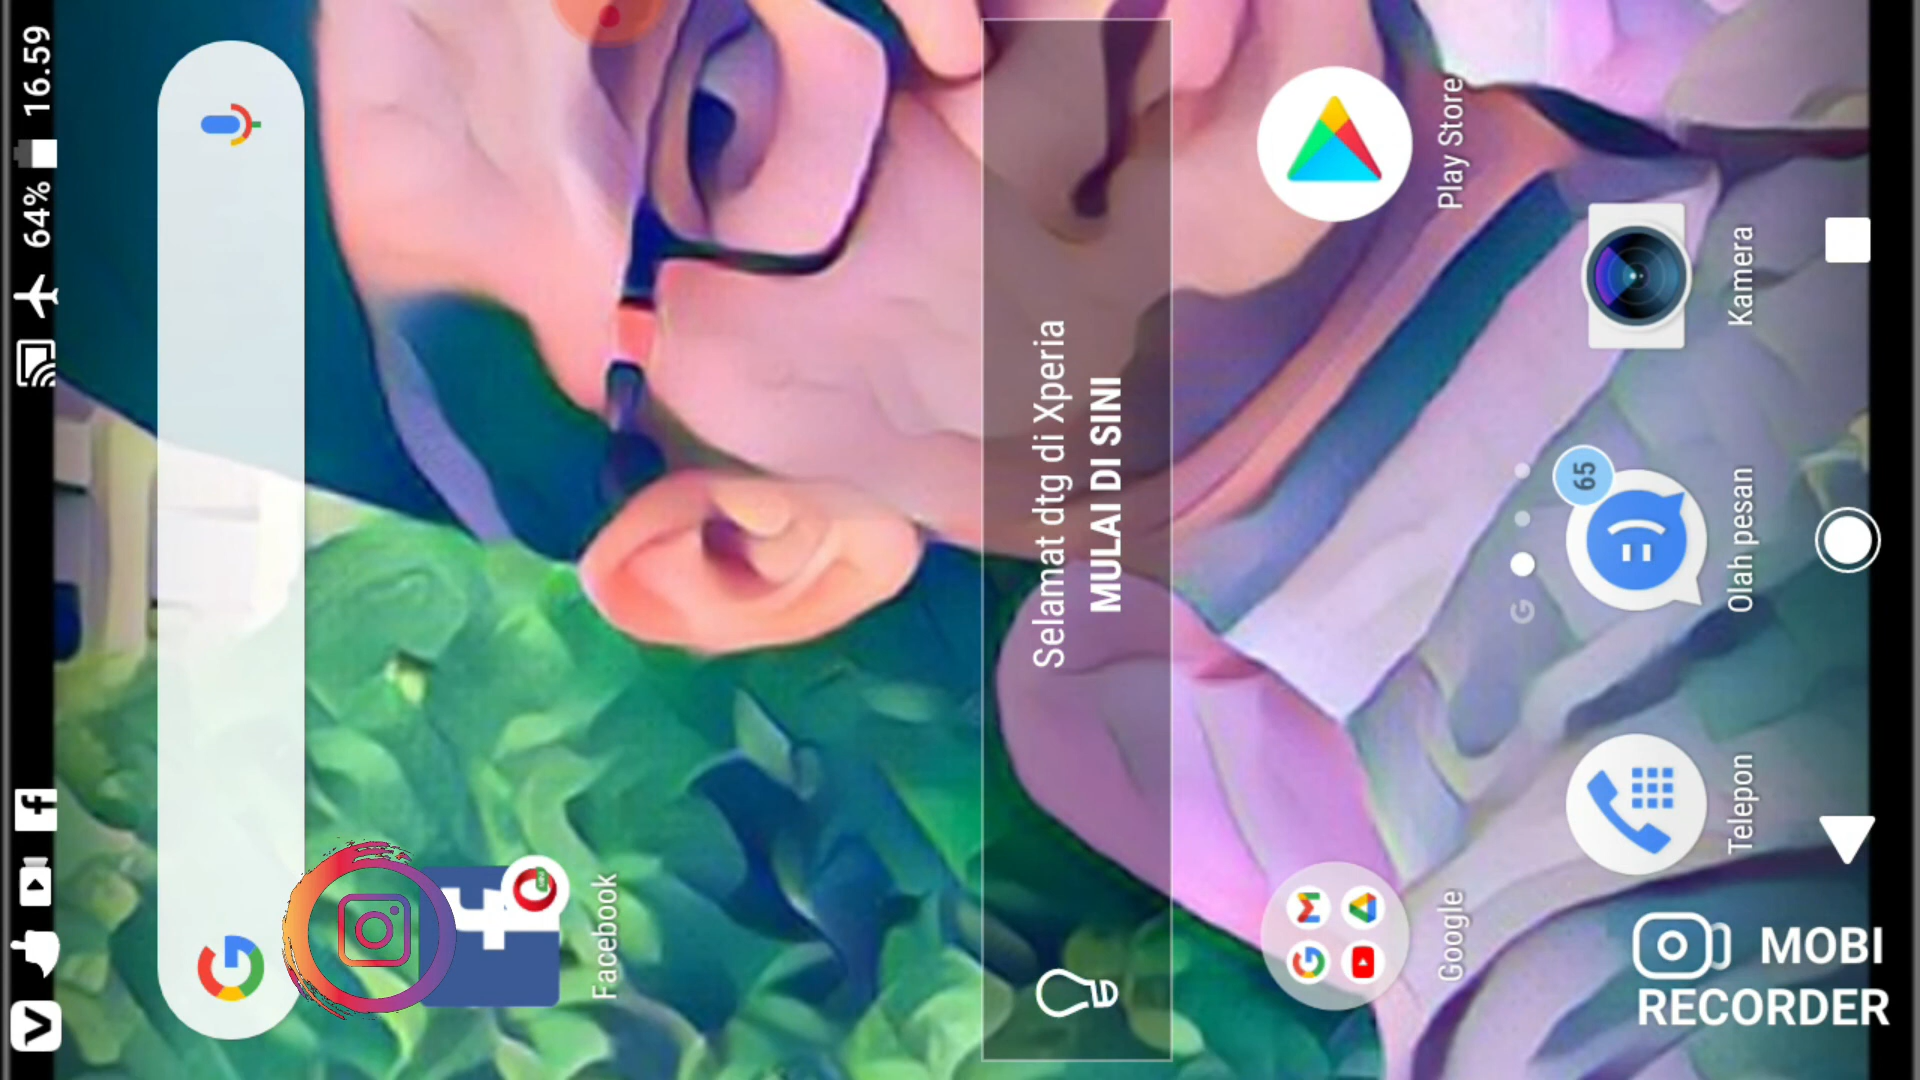 64% 16.59
Facebook
Selamat dtg di Xperia
MULAI DI SINI
Google
Play Store
G
65
Telepon
Olah pesan
Kamera
MOBI
RECORDER